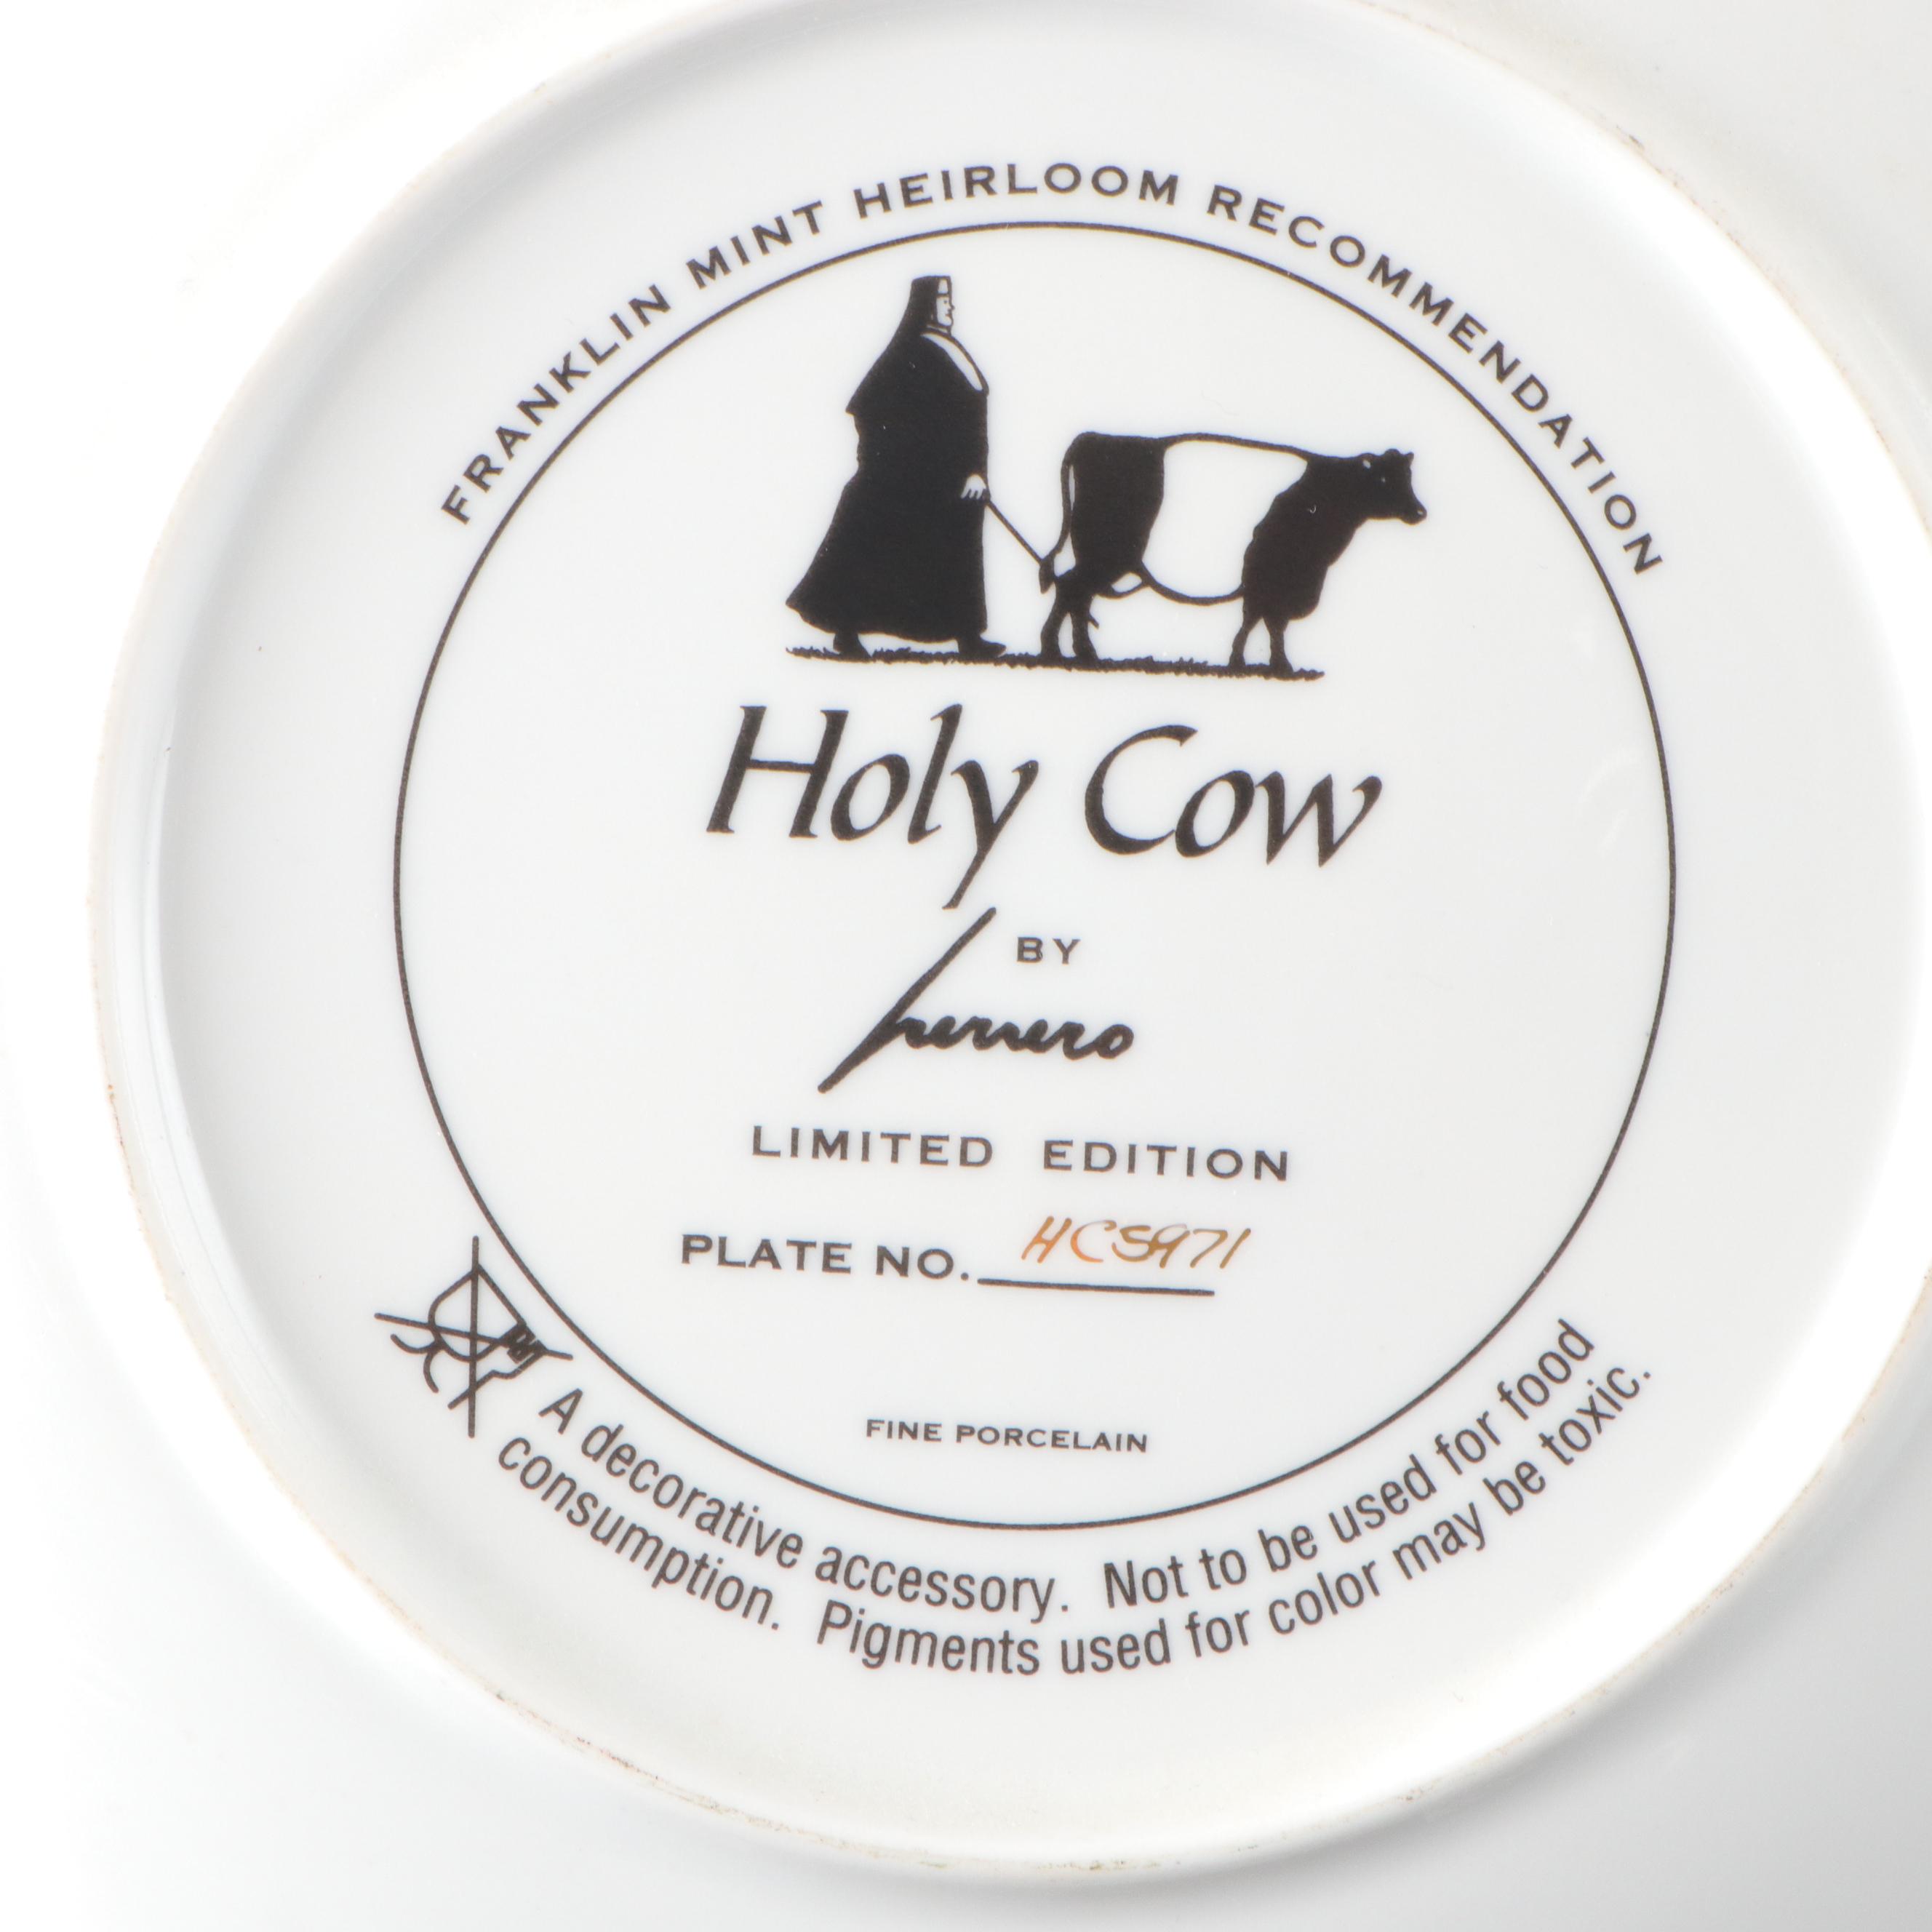 FRANKLIN MINT HEIRLOOM RECOMMENDATION
Holy Cow
BY
herrero
LIMITED EDITION
PLATE NO. HC5971
FINE PORCELAIN
A decorative accessory. Not to be used for food
consumption. Pigments used for color may be toxic.